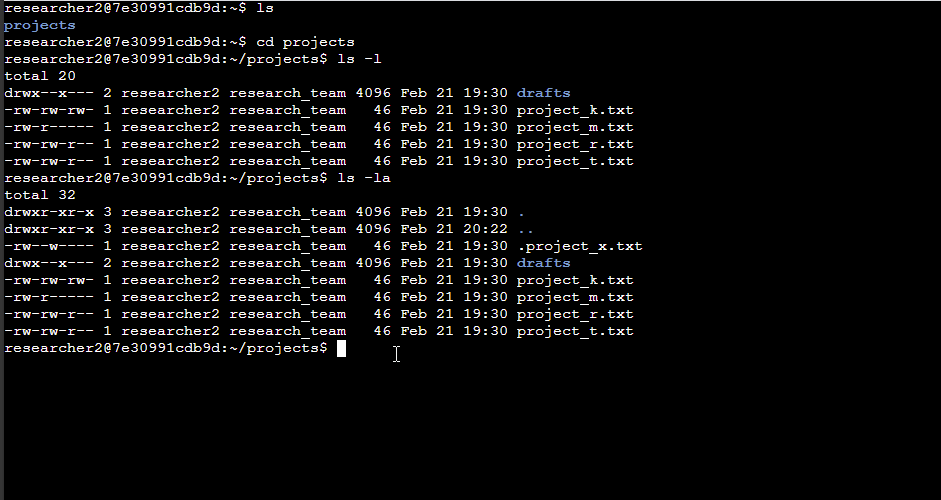 researcher2@7e30991cdb9d:~$ ls
projects
researcher2@7e30991cdb9d:~$ cd projects
researcher2@7e30991cdb9d:~/projects$ ls -l
total 20
drwx--x--- 2 researcher2 research_team 4096 Feb 21 19:30 drafts
-rw-rw-rw- 1 researcher2 research_team   46 Feb 21 19:30 project_k.txt
-rw-r----- 1 researcher2 research_team   46 Feb 21 19:30 project_m.txt
-rw-rw-r-- 1 researcher2 research_team   46 Feb 21 19:30 project_r.txt
-rw-rw-r-- 1 researcher2 research_team   46 Feb 21 19:30 project_t.txt
researcher2@7e30991cdb9d:~/projects$ ls -la
total 32
drwxr-xr-x 3 researcher2 research_team 4096 Feb 21 19:30 .
drwxr-xr-x 3 researcher2 research_team 4096 Feb 21 20:22 ..
-rw--w---- 1 researcher2 research_team   46 Feb 21 19:30 .project_x.txt
drwx--x--- 2 researcher2 research_team 4096 Feb 21 19:30 drafts
-rw-rw-rw- 1 researcher2 research_team   46 Feb 21 19:30 project_k.txt
-rw-r----- 1 researcher2 research_team   46 Feb 21 19:30 project_m.txt
-rw-rw-r-- 1 researcher2 research_team   46 Feb 21 19:30 project_r.txt
-rw-rw-r-- 1 researcher2 research_team   46 Feb 21 19:30 project_t.txt
researcher2@7e30991cdb9d:~/projects$